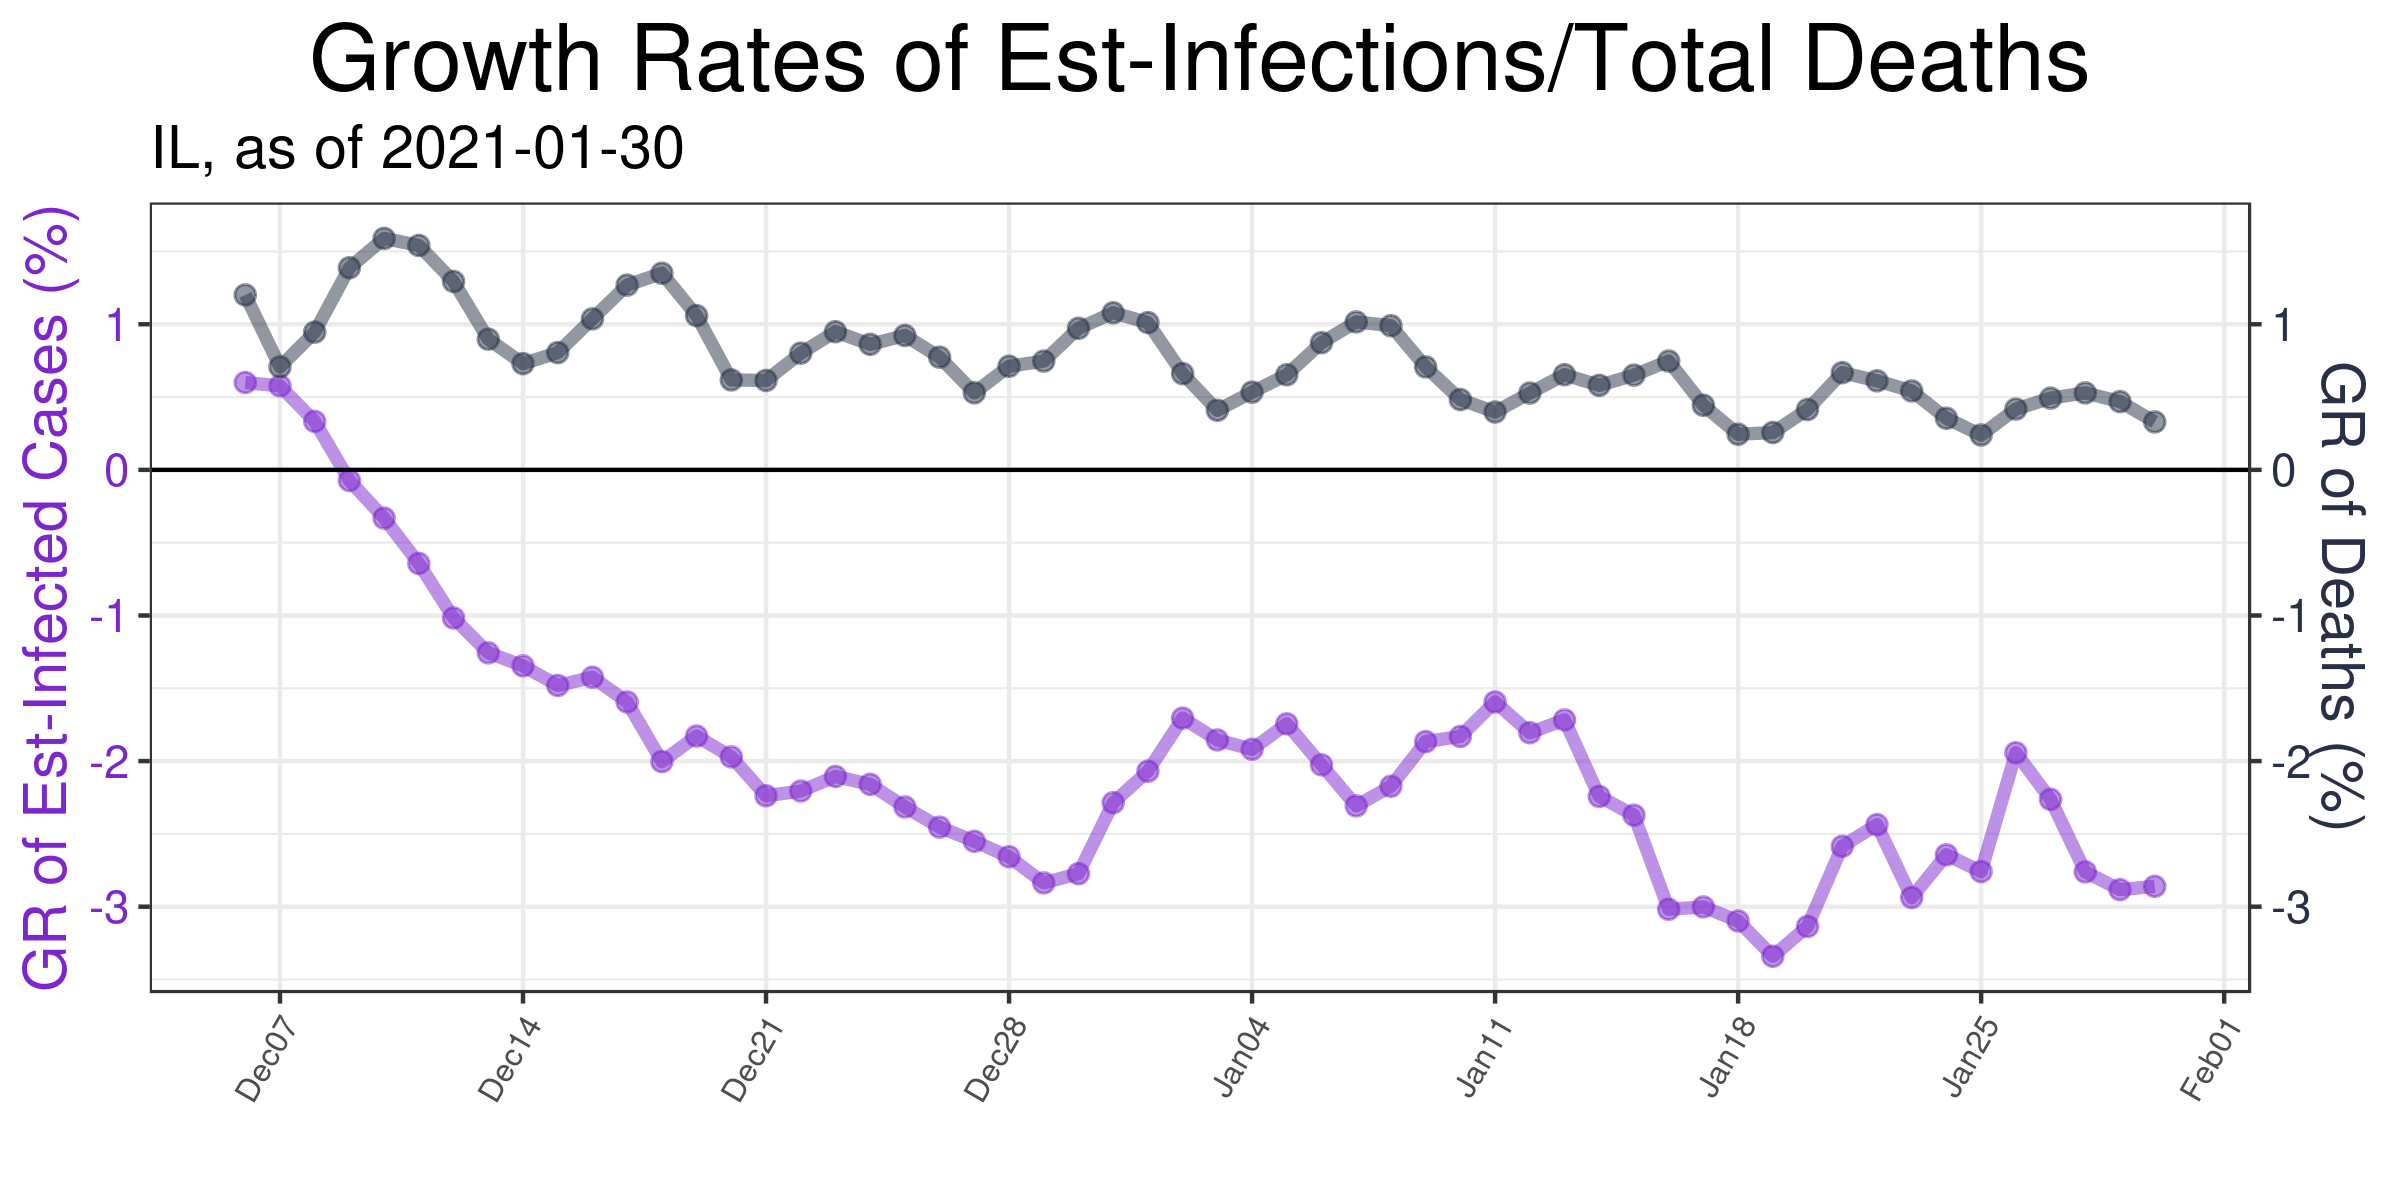 Growth Rates of Est-Infections/Total Deaths
IL, as of 2021-01-30
GR of Est-Infected Cases (%)
1
0
-1
-2
-3
1
0
-1
-2
-3
GR of Deaths (%)
Dec07
Dec14
Dec21
Dec28
Jan04
Jan11
Jan18
Jan25
Feb01